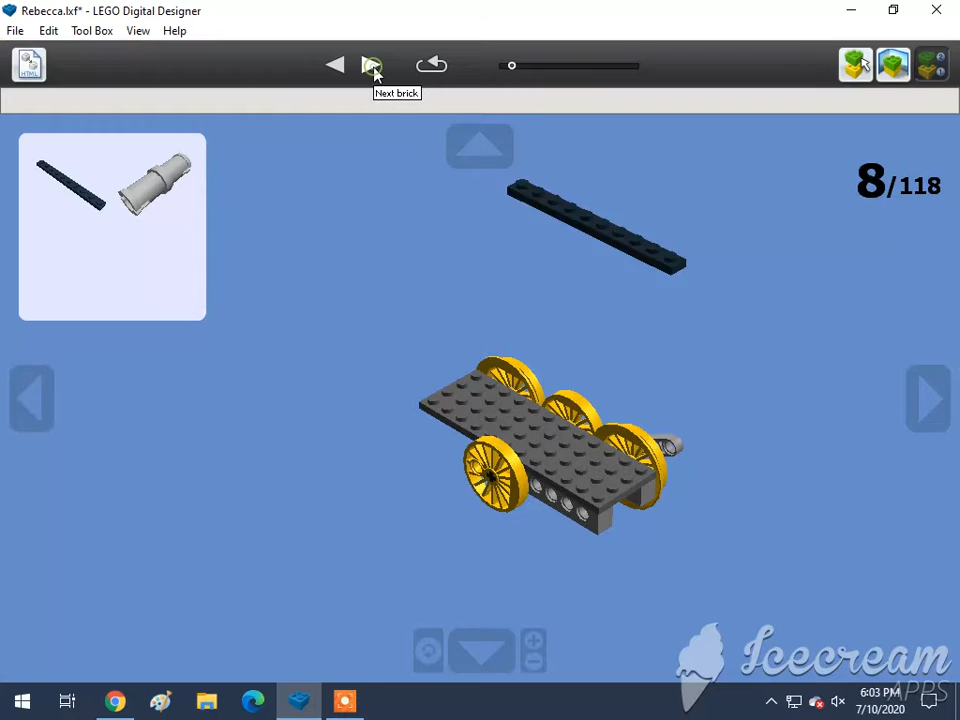 Rebecca.lxf* - LEGO Digital Designer
File Edit Tool Box View Help
HTML
Next brick
8/118
Icecream
APPS
6:03 PM
7/10/2020